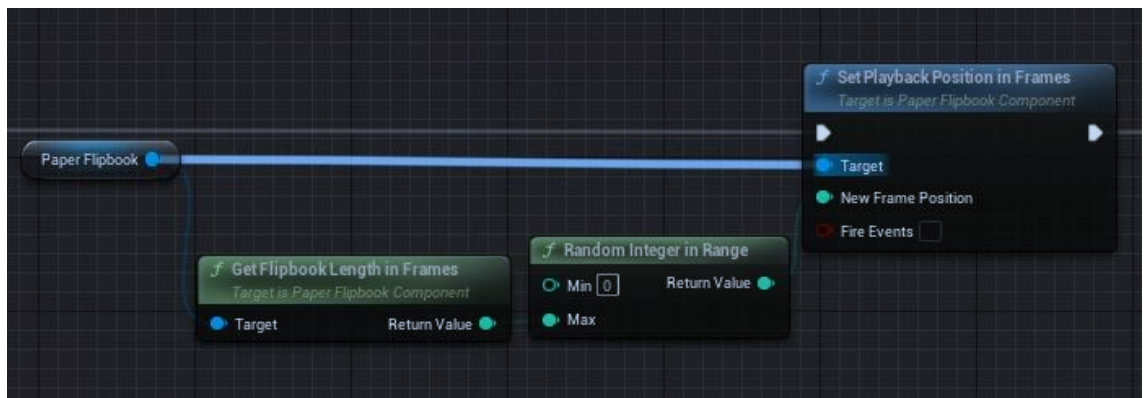 Paper Flipbook
f Get Flipbook Length in Frames
Target is Paper Flipbook Component
Target Return Value
f Random Integer in Range
Min 0 Return Value
Max
f Set Playback Position in Frames
Target is Paper Flipbook Component
Target
New Frame Position
Fire Events